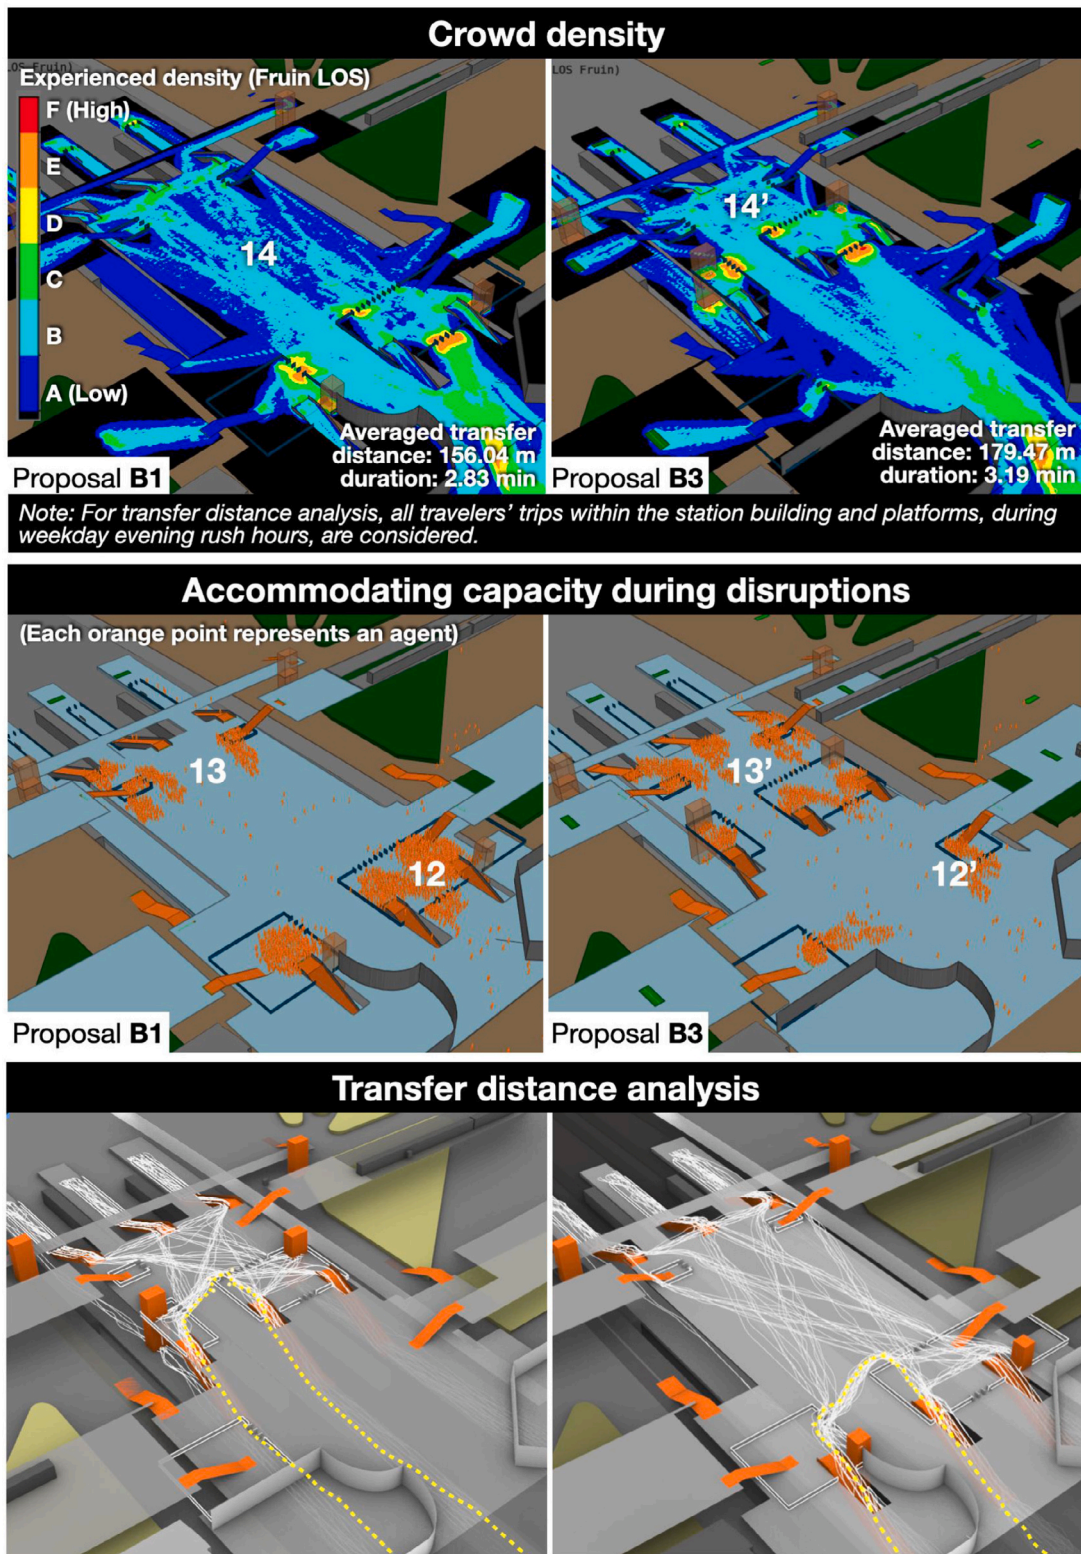 Crowd density
LOS Fruin)
Experienced density (Fruin LOS)
F (High)
E
D
C
B
A (Low)
14
Averaged transfer
distance: 156.04 m
duration: 2.83 min
Proposal B1
LOS Fruin)
14’
Averaged transfer
distance: 179.47 m
duration: 3.19 min
Proposal B3
Note: For transfer distance analysis, all travelers’ trips within the station building and platforms, during
weekday evening rush hours, are considered.
Accommodating capacity during disruptions
(Each orange point represents an agent)
13
12
Proposal B1
13’
12’
Proposal B3
Transfer distance analysis